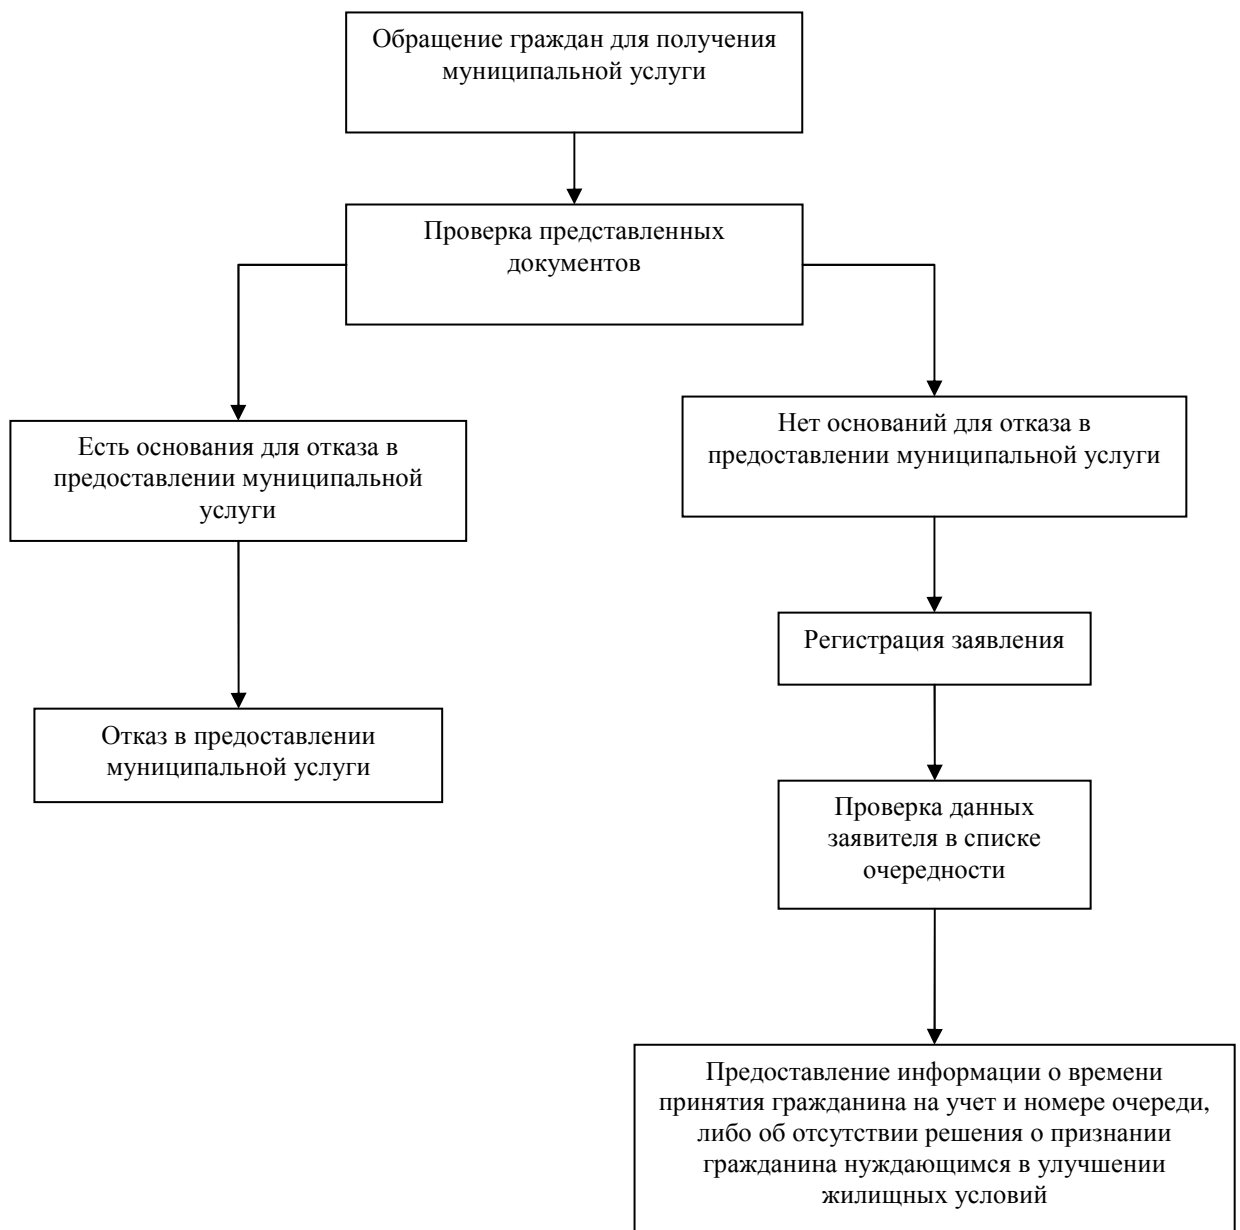 Обращение граждан для получения
муниципальной услуги
Проверка представленных
документов
Есть основания для отказа в
предоставлении муниципальной
услуги
Нет оснований для отказа в
предоставлении муниципальной услуги
Регистрация заявления
Отказ в предоставлении
муниципальной услуги
Проверка данных
заявителя в списке
очередности
Предоставление информации о времени
принятия гражданина на учет и номере очереди,
либо об отсутствии решения о признании
гражданина нуждающимся в улучшении
жилищных условий